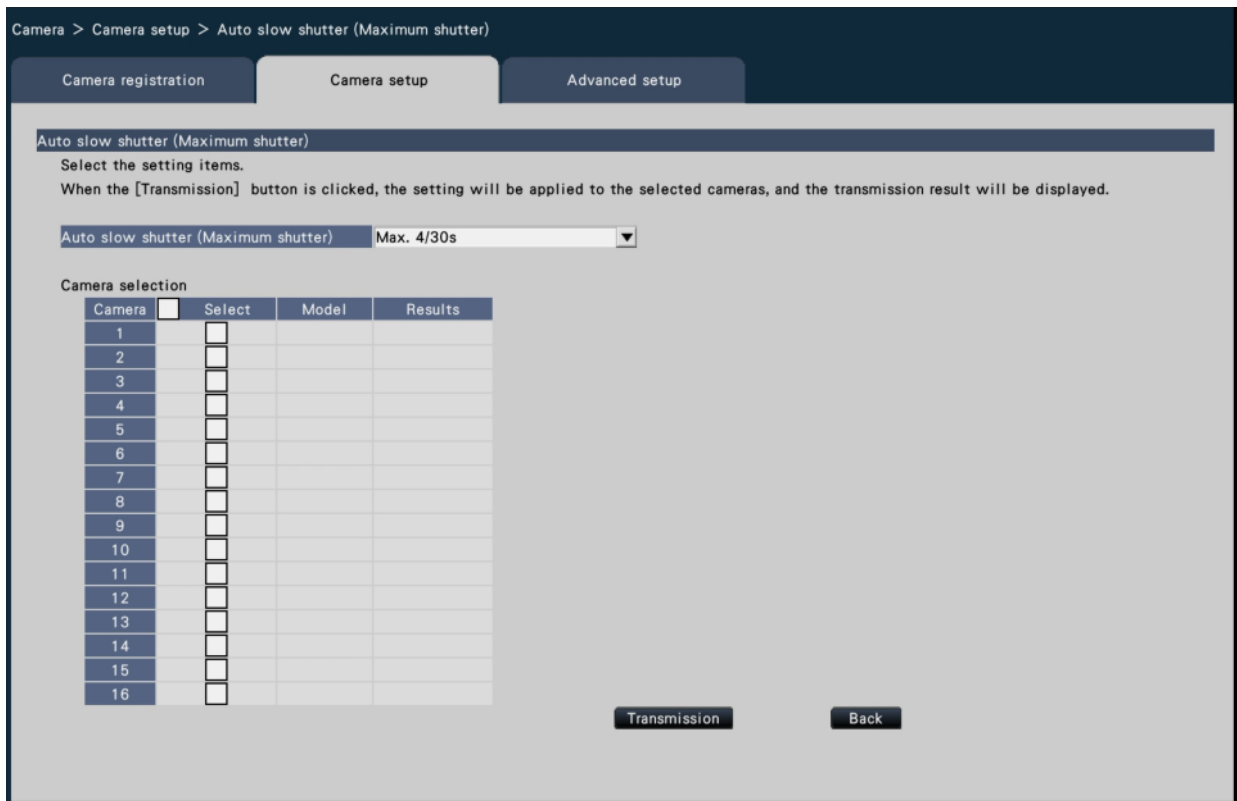 Camera > Camera setup > Auto slow shutter (Maximum shutter)
Camera registration Camera setup Advanced setup
Auto slow shutter (Maximum shutter)
Select the setting items.
When the [Transmission] button is clicked, the setting will be applied to the selected cameras, and the transmission result will be displayed.
Auto slow shutter (Maximum shutter) Max. 4/30s
Camera selection
Camera Select Model Results
1
2
3
4
5
6
7
8
9
10
11
12
13
14
15
16
Transmission Back